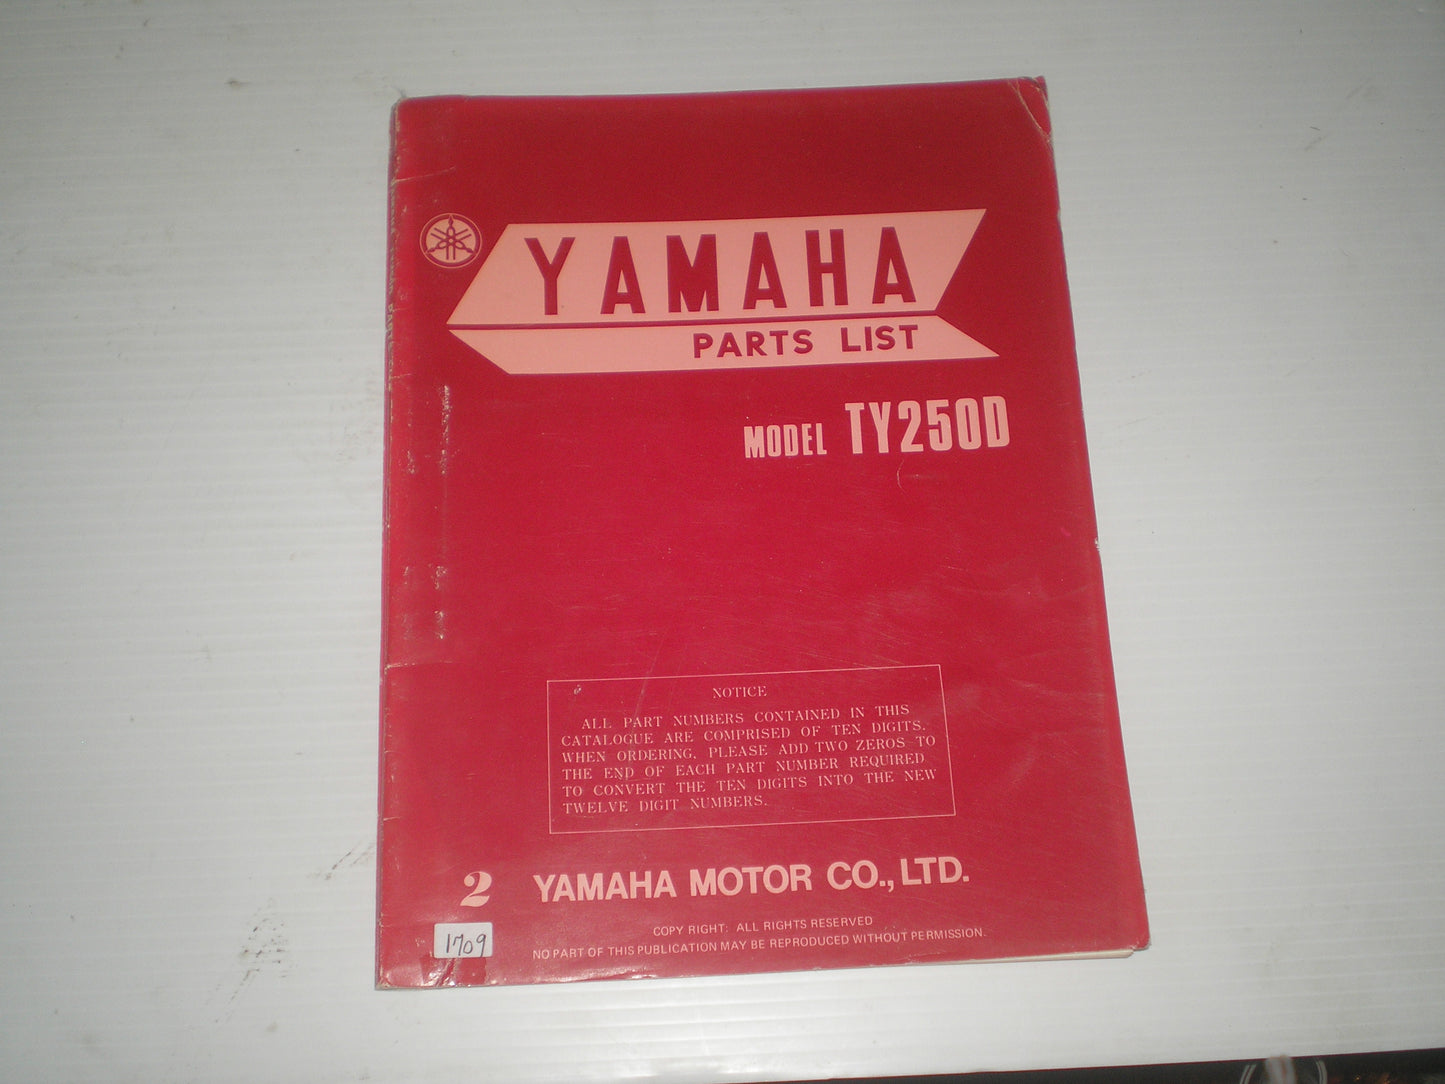 YAMAHA
PARTS LIST
MODEL TY250D
NOTICE
ALL PART NUMBERS CONTAINED IN THIS
CATALOGUE ARE COMPRISED OF TEN DIGITS.
WHEN ORDERING, PLEASE ADD TWO ZEROS TO
THE END OF EACH PART NUMBER REQUIRED
TO CONVERT THE TEN DIGITS INTO THE NEW
TWELVE DIGIT NUMBERS.
2 YAMAHA MOTOR CO., LTD.
1709
COPY RIGHT: ALL RIGHTS RESERVED
NO PART OF THIS PUBLICATION MAY BE REPRODUCED WITHOUT PERMISSION.